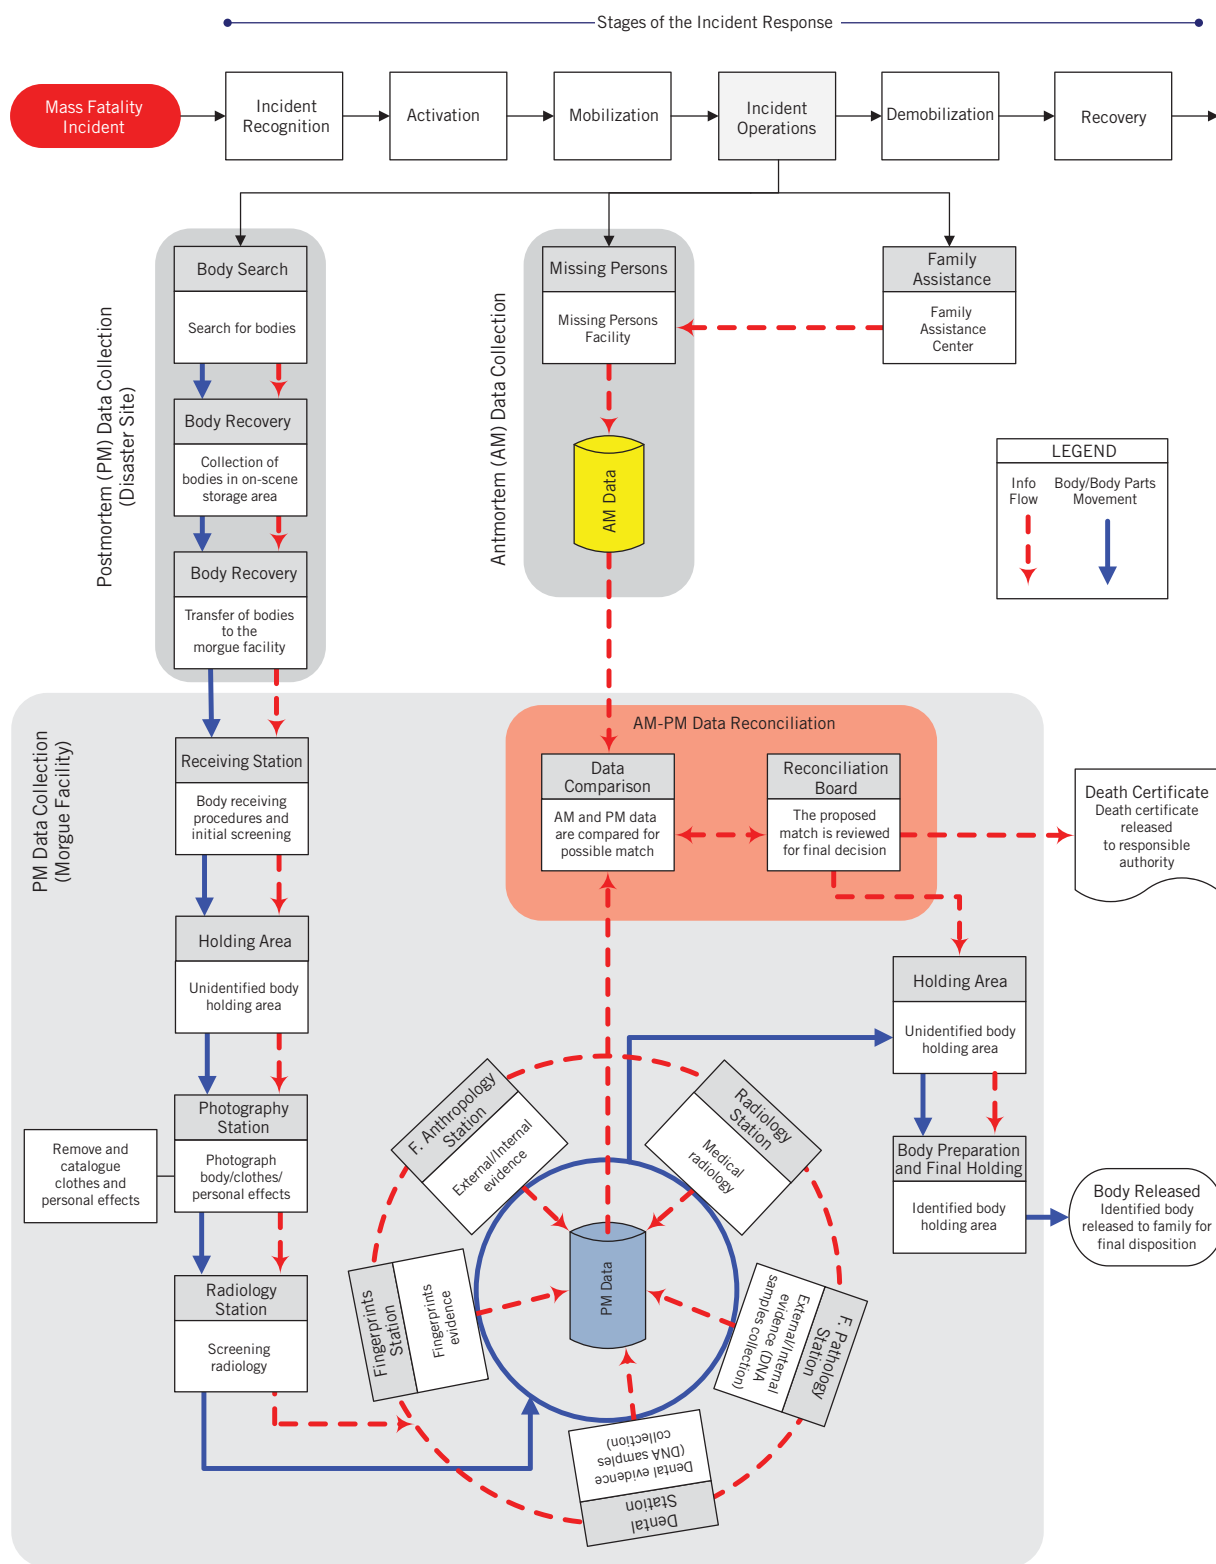 Stages of the Incident Response
Mass Fatality
Incident
Incident
Recognition
Activation
Mobilization
Incident
Operations
Demobilization
Recovery
Postmortem (PM) Data Collection
(Disaster Site)
Body Search
Search for bodies
Body Recovery
Collection of
bodies in on-scene
storage area
Body Recovery
Transfer of bodies
to the
morgue facility
Antmortem (AM) Data Collection
Missing Persons
Missing Persons
Facility
AM Data
Family
Assistance
Family
Assistance
Center
LEGEND
Info
Flow
Body/Body Parts
Movement
PM Data Collection
(Morgue Facility)
Receiving Station
Body receiving
procedures and
initial screening
Holding Area
Unidentified body
holding area
Photography
Station
Photograph
body/clothes/
personal effects
Remove and
catalogue
clothes and
personal effects
Radiology
Station
Screening
radiology
AM-PM Data Reconciliation
Data
Comparison
AM and PM data
are compared for
possible match
Reconciliation
Board
The proposed
match is reviewed
for final decision
Death Certificate
Death certificate
released
to responsible
authority
Holding Area
Unidentified body
holding area
Body Preparation
and Final Holding
Identified body
holding area
Body Released
Identified body
released to family for
final disposition
F. Anthropology
Station
External/Internal
evidence
Radiology
Station
Medical
radiology
Fingerprints
Station
Fingerprints
evidence
PM Data
F. Pathology
Station
External/Internal
evidence (DNA
samples collection)
Dental
Station
Dental evidence
(DNA samples
collection)